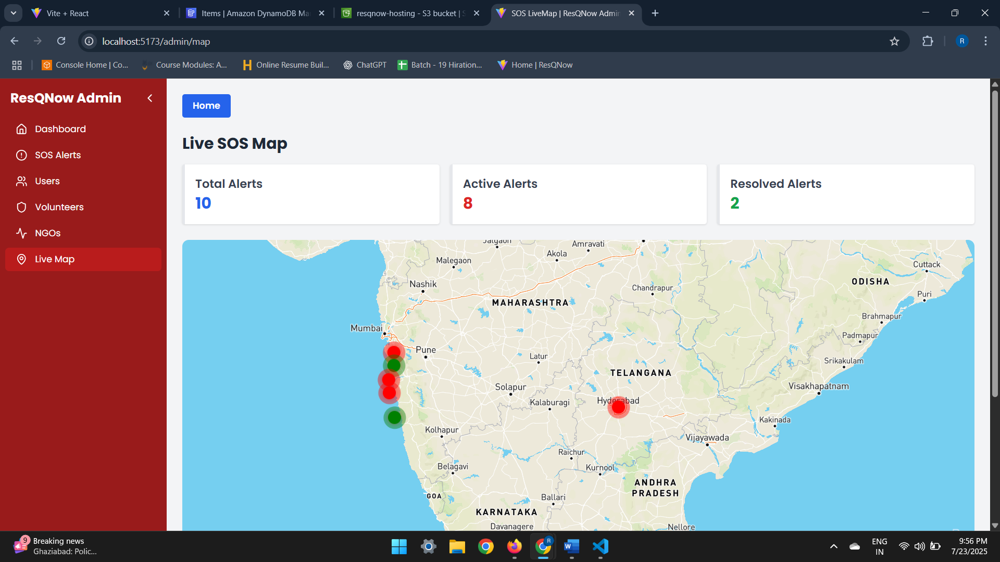 Vite + React
Items | Amazon DynamoDB Ma
resqnow-hosting - S3 bucket | S
SOS LiveMap | ResQNow Admin
localhost:5173/admin/map
R
Console Home | Co...
Course Modules: A...
Online Resume Buil...
ChatGPT
Batch - 19 Hiration...
Home | ResQNow
ResQNow Admin
Dashboard
SOS Alerts
Users
Volunteers
NGOs
Live Map
Home
Live SOS Map
Total Alerts
10
Active Alerts
8
Resolved Alerts
2
Jalgaon
Amravati
Akola
Malegaon
Cuttack
Nashik
Chandrapur
ODISHA
Puri
MAHARASHTRA
Brahmapur
Mumbai
Padmapur
Pune
Latur
Srikakulam
TELANGANA
Solapur
Visakhapatnam
Kalaburagi
Hyderabad
Kakinada
Kolhapur
Vijayawada
Raichur
Belagavi
Kurnool
ANDHRA
PRADESH
GOA
Ballari
KARNATAKA
Davanagere
Nellore
9
Breaking news
Ghaziabad: Polic...
R
ENG
IN
9:56 PM
7/23/2025